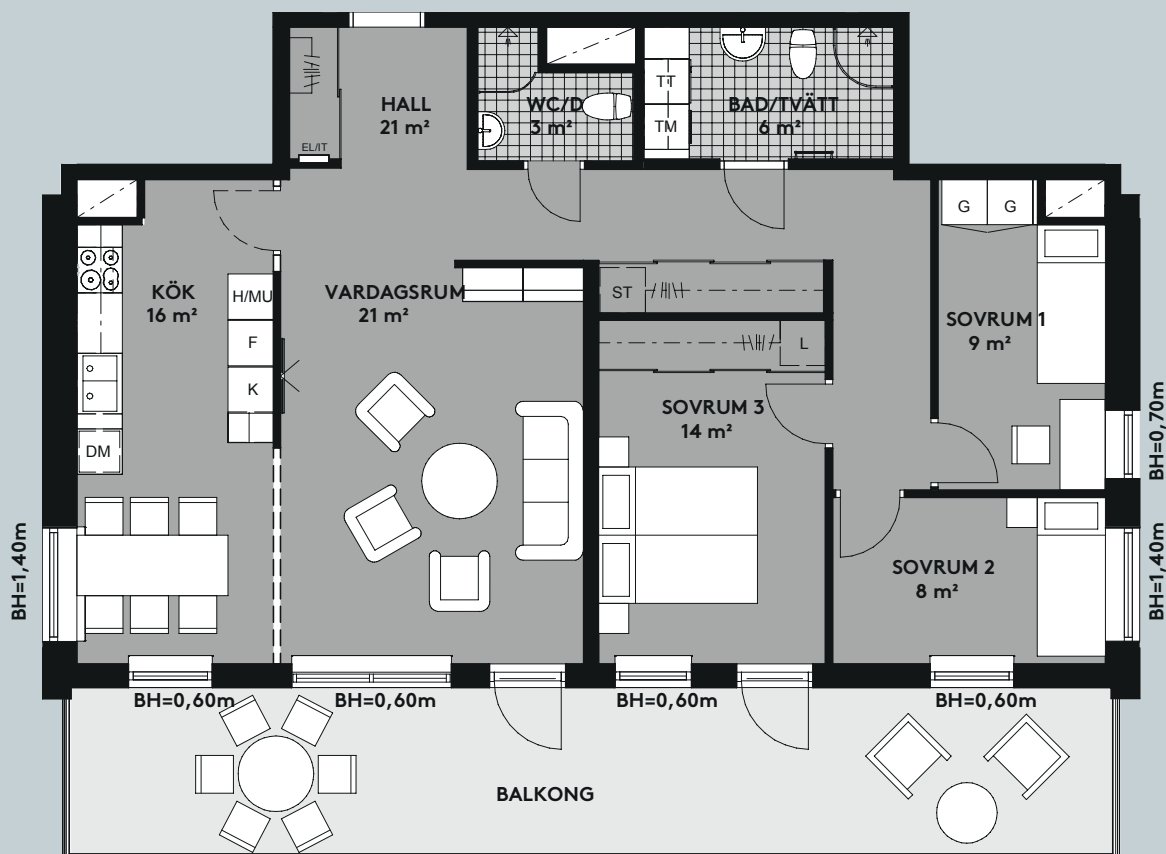 HALL
21 m²
EL/IT
WC/D
3 m²
TT
TM
BAD/TVÄTT
6 m²
G G
KÖK
16 m²
H/MU
F
K
DM
VARDAGSRUM
21 m²
ST
L
SOVRUM 3
14 m²
SOVRUM 1
9 m²
SOVRUM 2
8 m²
BH=1,40m
BH=0,70m
BH=1,40m
BH=0,60m
BH=0,60m
BH=0,60m
BH=0,60m
BALKONG